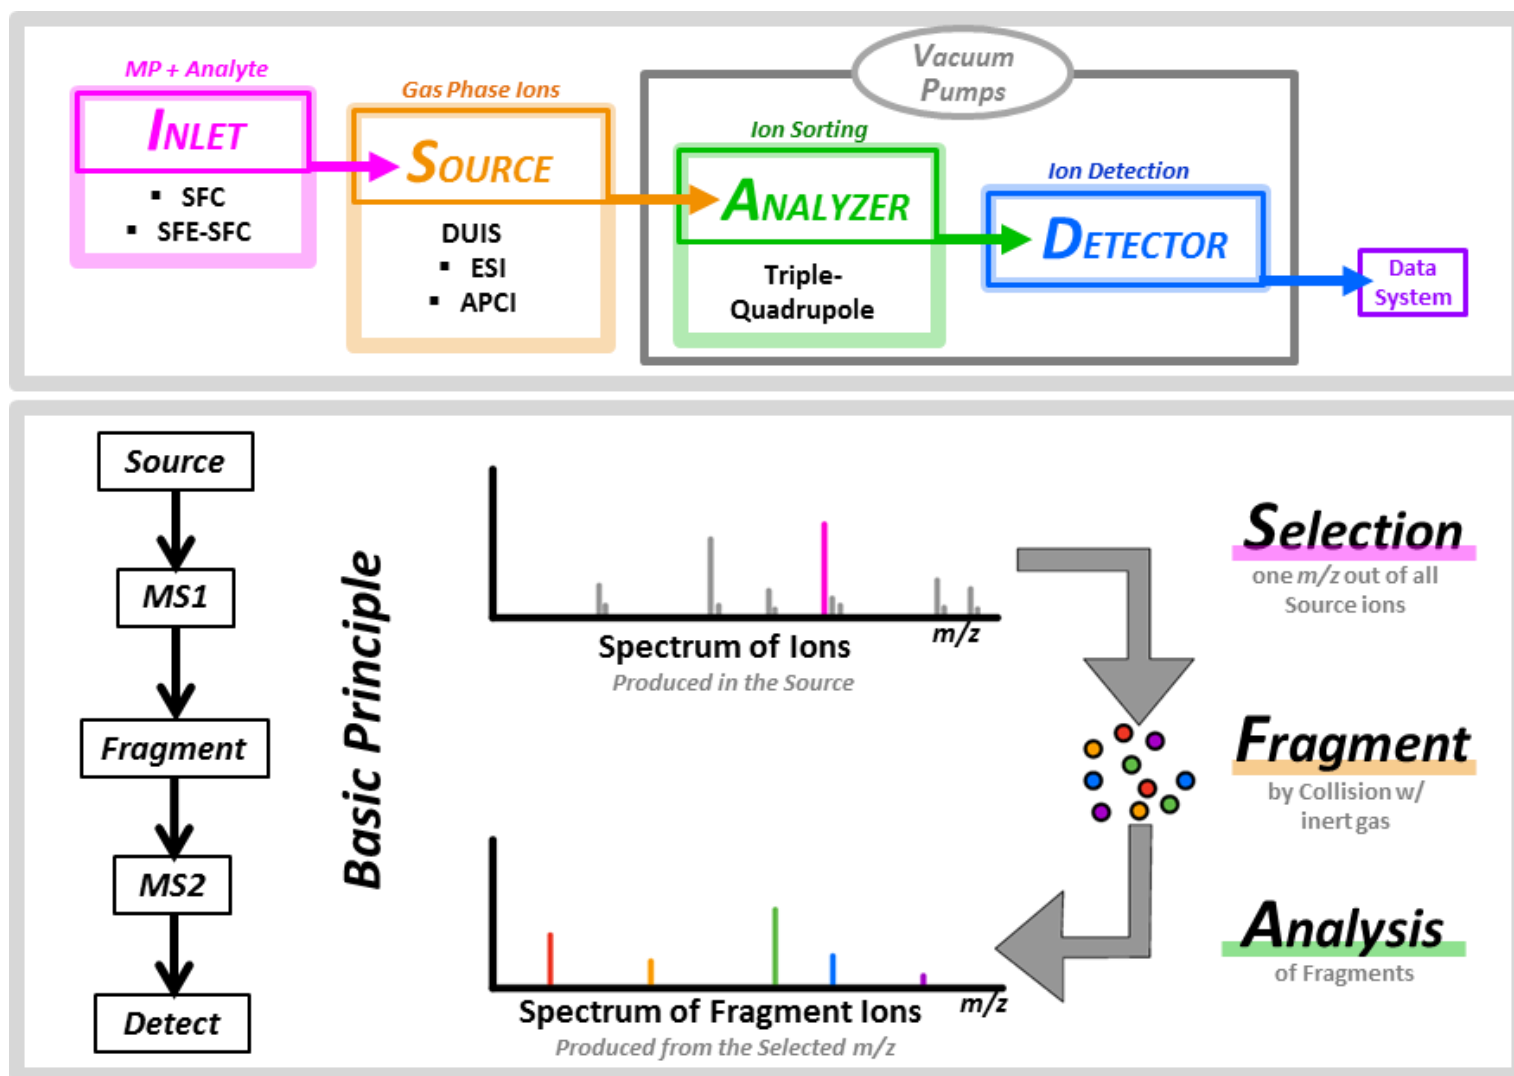 MP + Analyte
INLET
▪ SFC
▪ SFE-SFC
Gas Phase Ions
SOURCE
DUIS
▪ ESI
▪ APCI
Vacuum
Pumps
Ion Sorting
ANALYZER
Triple-
Quadrupole
Ion Detection
DETECTOR
Data
System
Source
MS1
Fragment
MS2
Detect
Basic Principle
m/z
Spectrum of Ions
Produced in the Source
Selection
one m/z out of all
Source ions
Fragment
by Collision w/
inert gas
Analysis
of Fragments
m/z
Spectrum of Fragment Ions
Produced from the Selected m/z